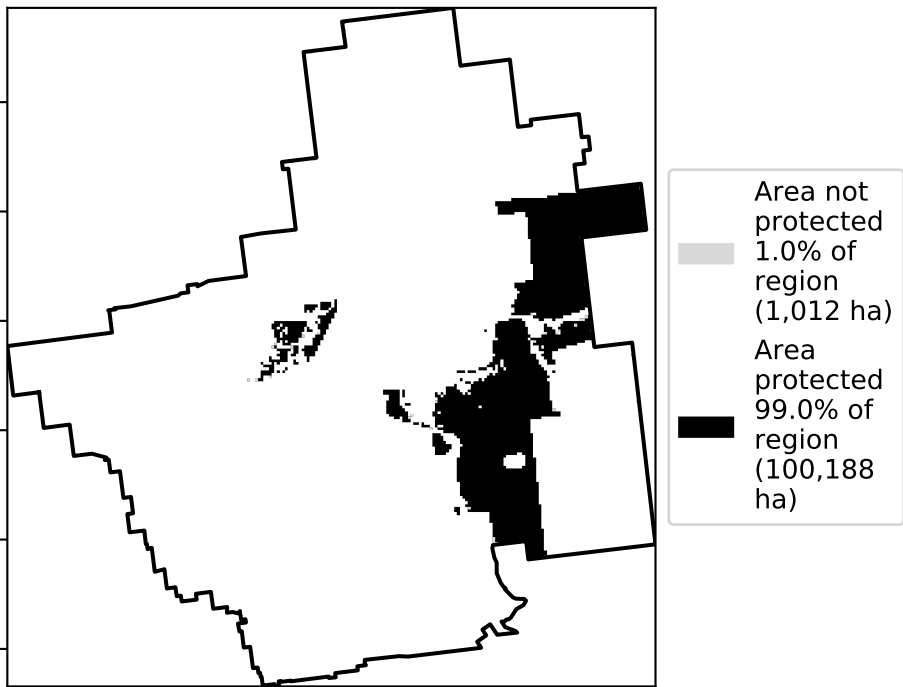 Area not
protected
1.0% of
region
(1,012 ha)
Area
protected
99.0% of
region
(100,188
ha)